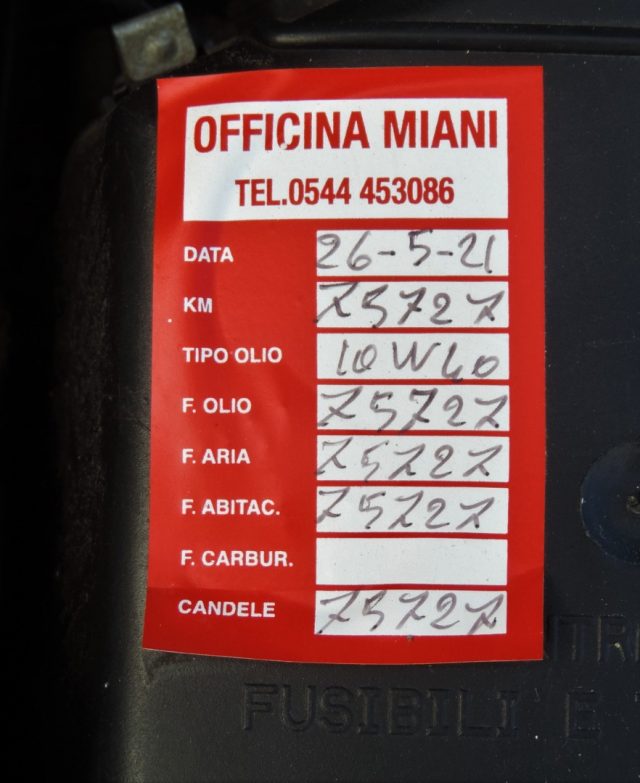 OFFICINA MIANI
TEL.0544 453086
DATA 26-5-21
KM 75727
TIPO OLIO 10W40
F. OLIO 75727
F. ARIA 75727
F. ABITAC. 75727
F. CARBUR.
CANDELE 75727
FUSIBILI E